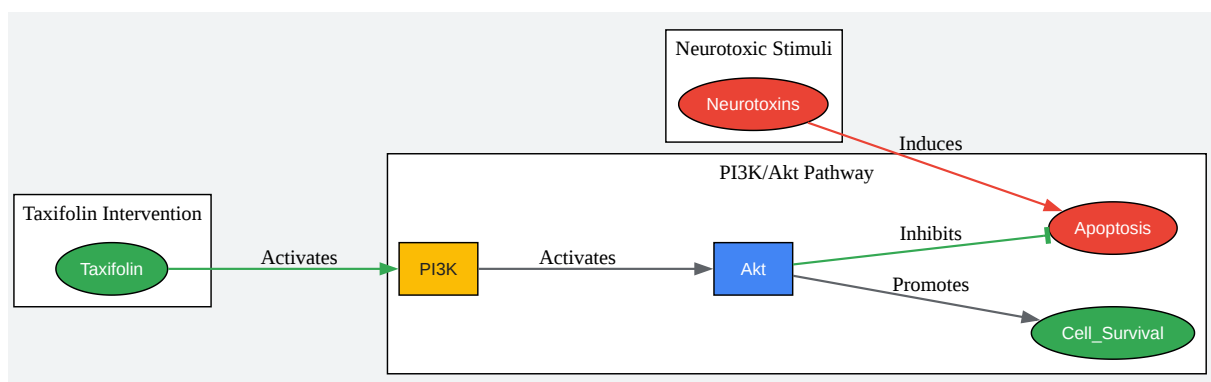 Neurotoxic Stimuli
Neurotoxins
Induces
PI3K/Akt Pathway
Taxifolin Intervention
Taxifolin
Activates
PI3K
Activates
Akt
Inhibits
Apoptosis
Promotes
Cell_Survival